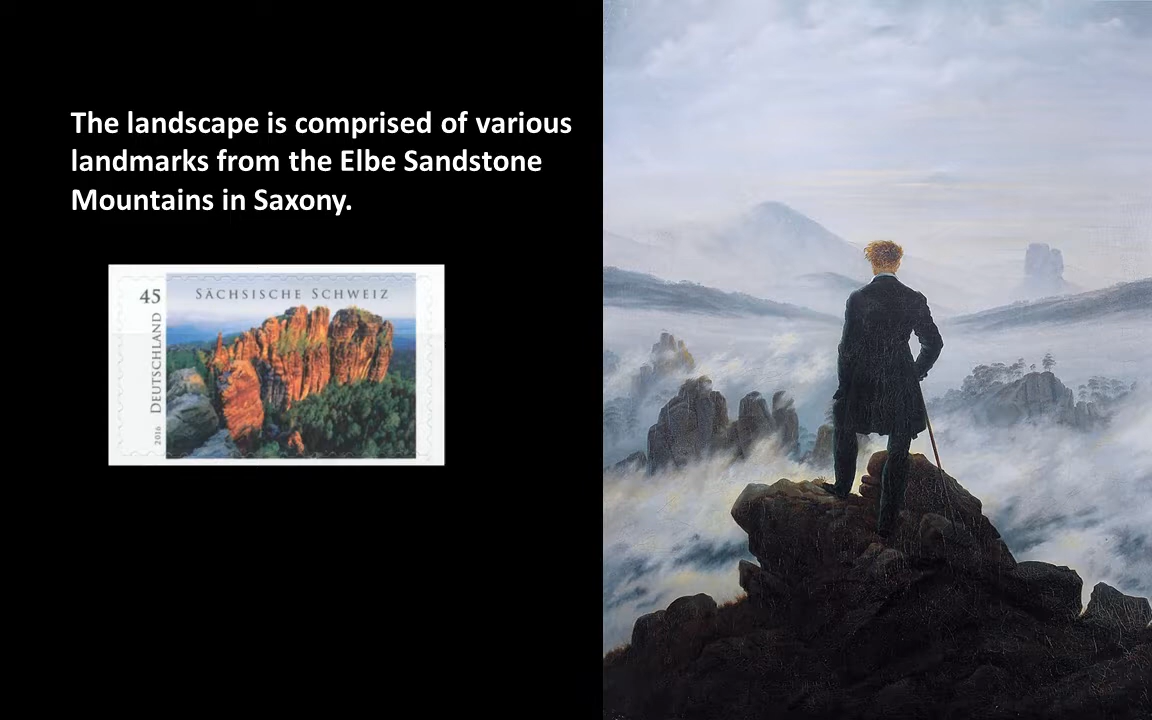 The landscape is comprised of various
landmarks from the Elbe Sandstone
Mountains in Saxony.
45
SÄCHSISCHE SCHWEIZ
DEUTSCHLAND
2016